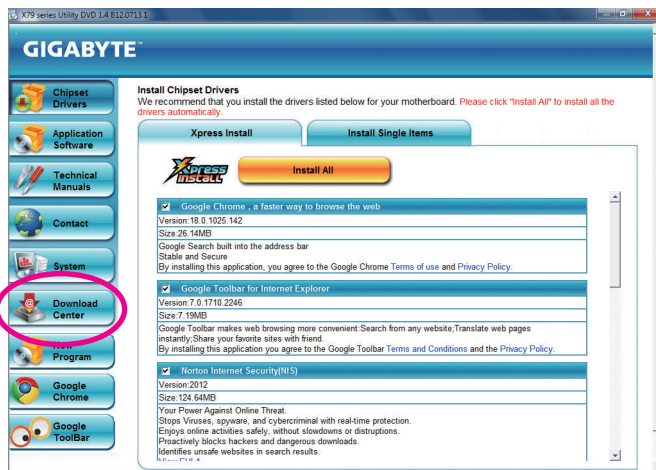 X79 series Utility DVD 1.4 B12.0713.1
GIGABYTE™
Chipset
Drivers
Application
Software
Technical
Manuals
Contact
System
Download
Center
New
Program
Google
Chrome
Google
ToolBar
Install Chipset Drivers
We recommend that you install the drivers listed below for your motherboard. Please click "Install All" to install all the
drivers automatically.
Xpress Install
Install Single Items
Xpress
Install
Install All
Google Chrome , a faster way to browse the web
Version:18.0.1025.142
Size:26.14MB
Google Search built into the address bar
Stable and Secure
By installing this application, you agree to the Google Chrome Terms of use and Privacy Policy.
Google Toolbar for Internet Explorer
Version:7.0.1710.2246
Size:7.19MB
Google Toolbar makes web browsing more convenient:Search from any website;Translate web pages
instantly;Share your favorite sites with friend.
By installing this application you agree to the Google Toolbar Terms and Conditions and the Privacy Policy.
Norton Internet Security(NIS)
Version:2012
Size:124.64MB
Your Power Against Online Threat.
Stops Viruses, spyware, and cybercriminal with real-time protection.
Enjoys online activities safely, without slowdowns or distruptions.
Proactively blocks hackers and dangerous downloads.
Identifies unsafe websites in search results.
View EULA